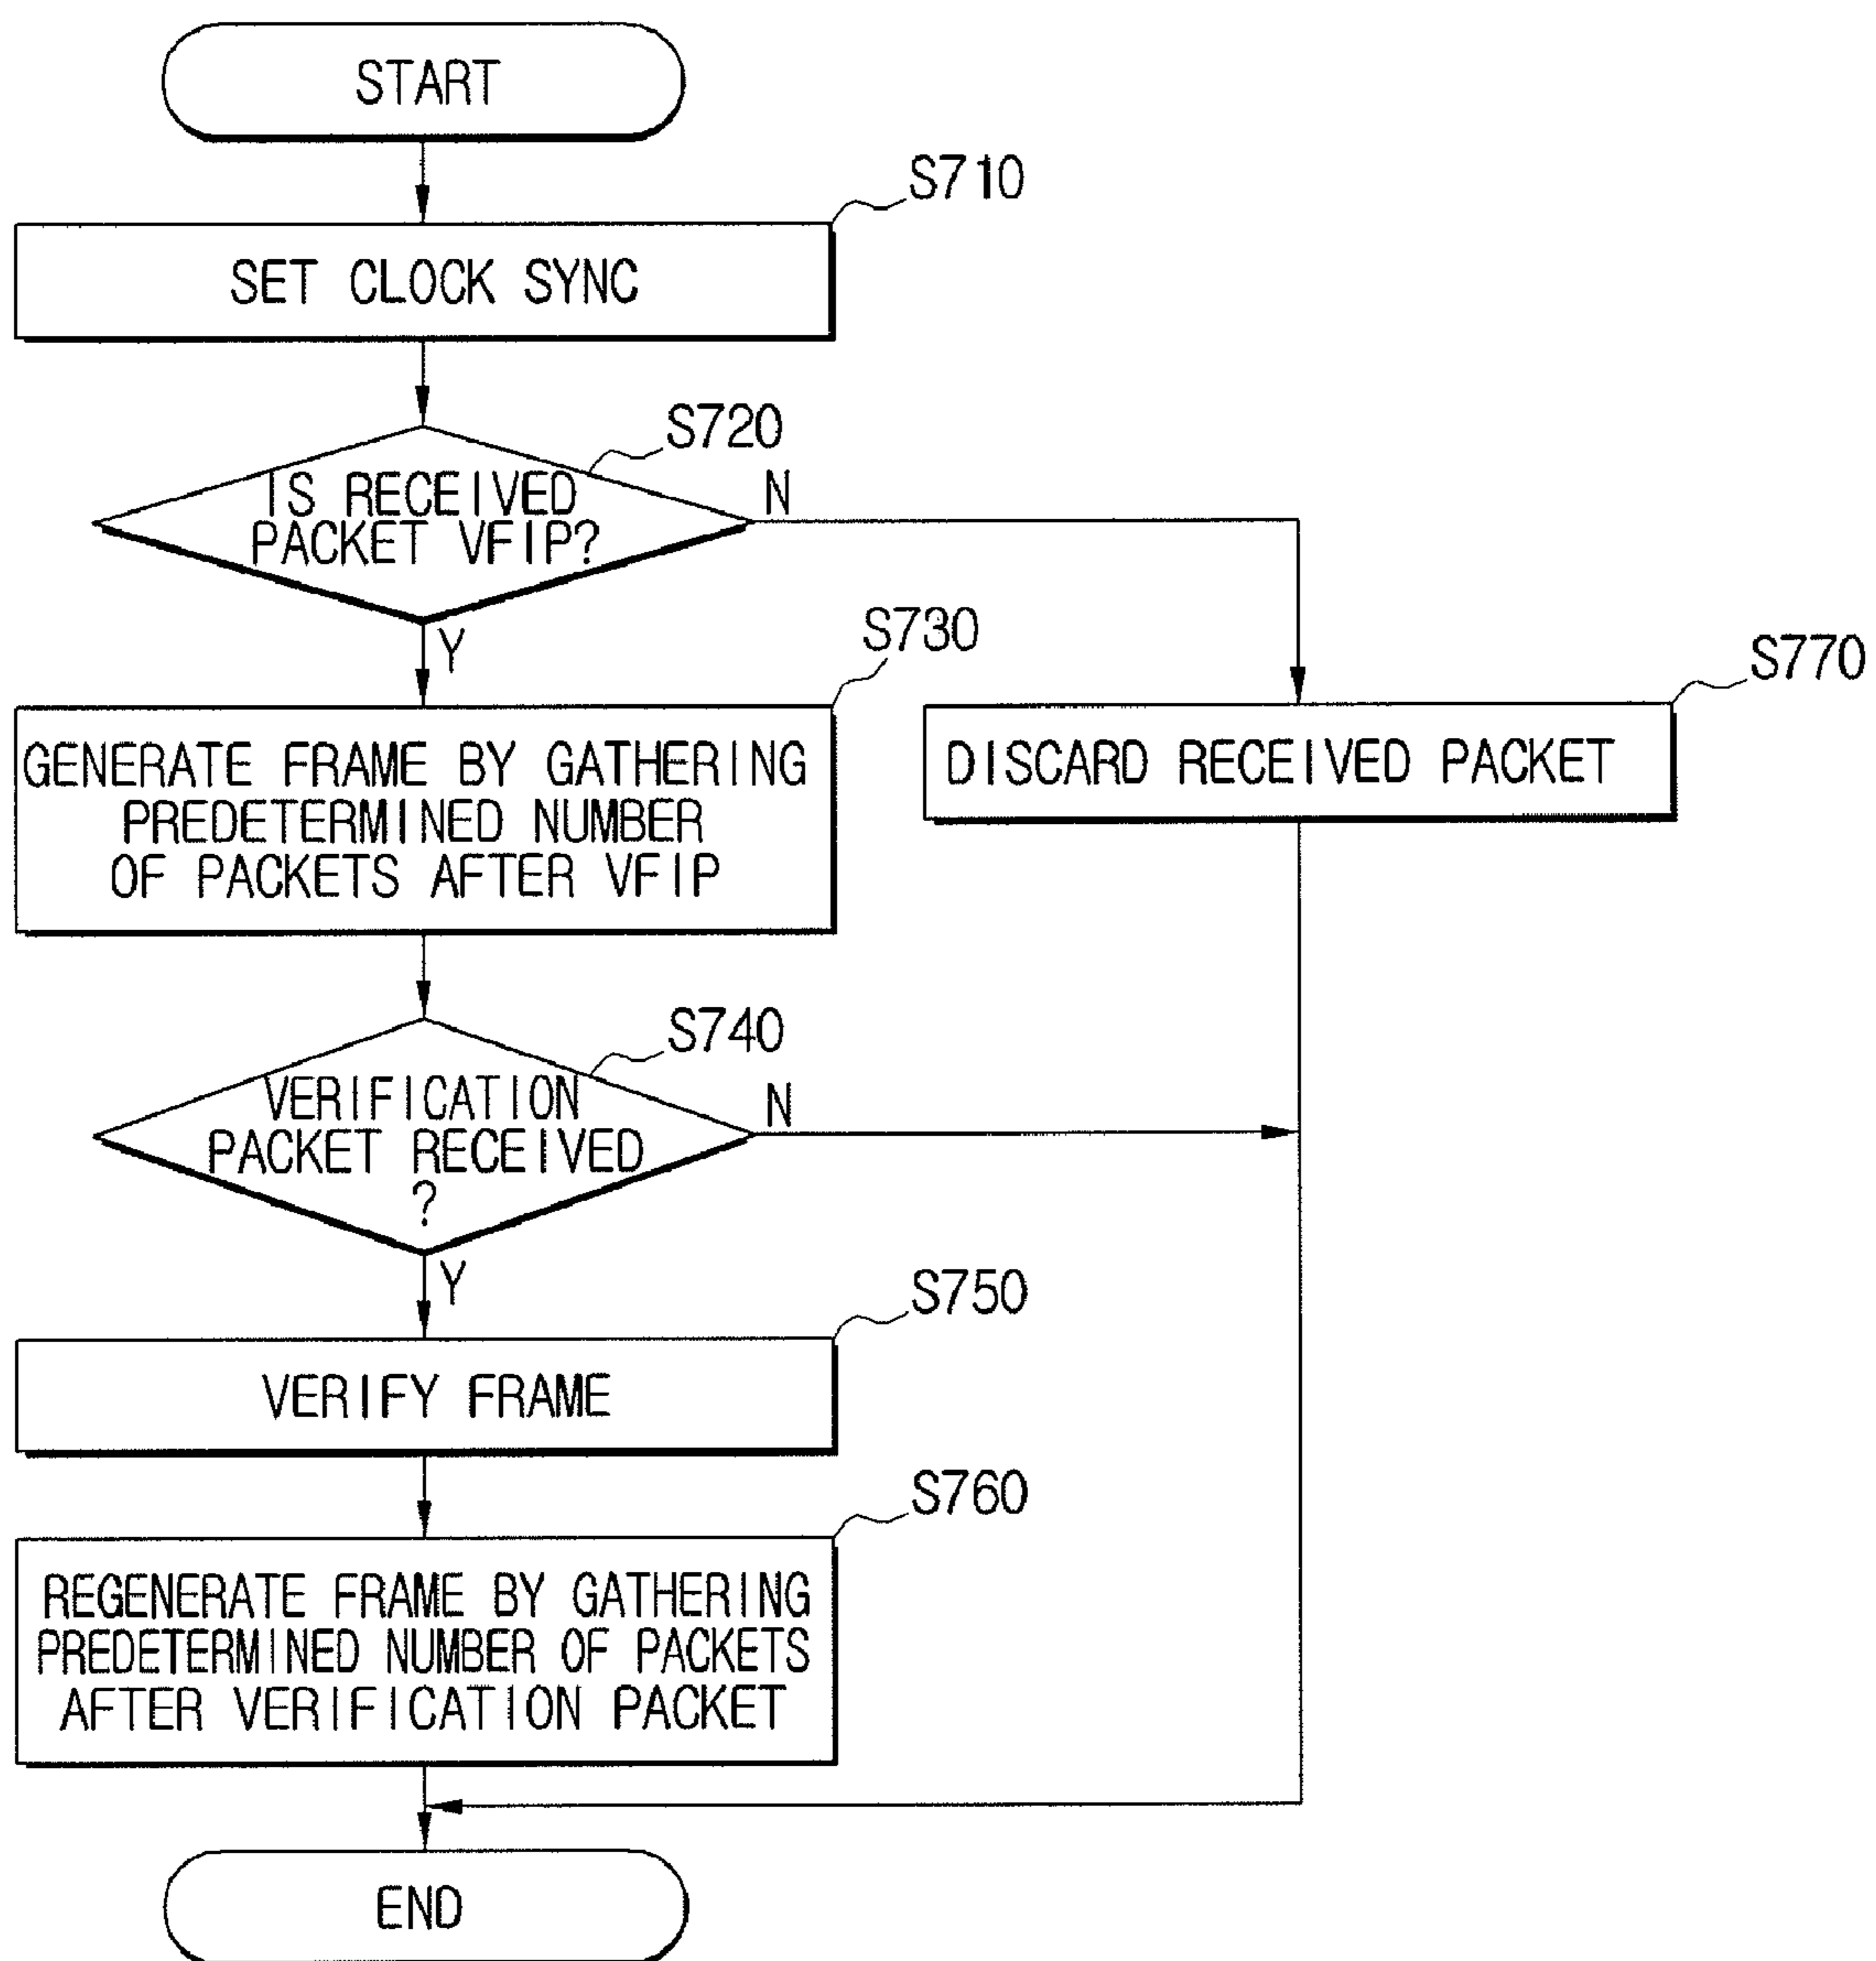 START
S710
SET CLOCK SYNC
S720
IS RECEIVED
PACKET VFIP?
N
Y
S730
GENERATE FRAME BY GATHERING
PREDETERMINED NUMBER
OF PACKETS AFTER VFIP
S770
DISCARD RECEIVED PACKET
S740
VERIFICATION
PACKET RECEIVED
?
N
Y
S750
VERIFY FRAME
S760
REGENERATE FRAME BY GATHERING
PREDETERMINED NUMBER OF PACKETS
AFTER VERIFICATION PACKET
END